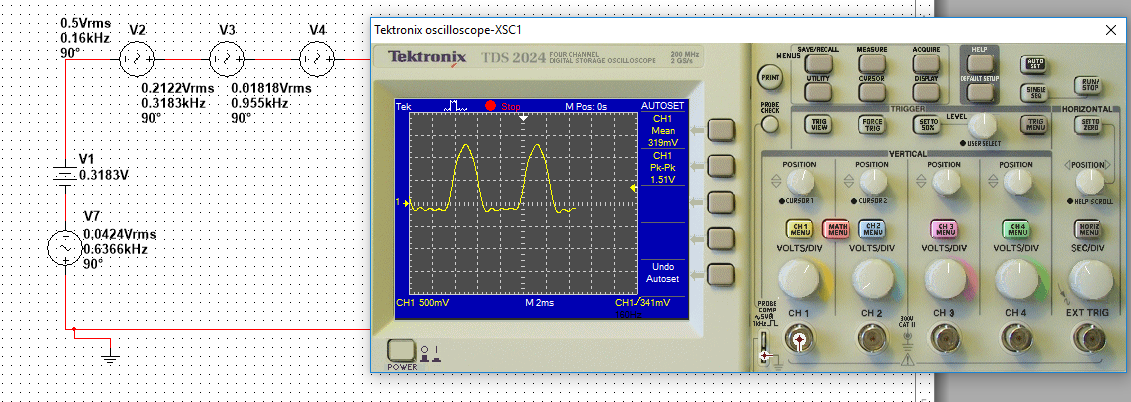 0.5Vrms
0.16kHz
90°
V2
V3
V4
0.2122Vrms
0.3183kHz
90°
0.01818Vrms
0.955kHz
90°
V1
0.3183V
V7
0.0424Vrms
0.6366kHz
90°
Tektronix oscilloscope-XSC1
Tektronix TDS 2024
FOUR CHANNEL
DIGITAL STORAGE OSCILLOSCOPE
200 MHz
2 GS/s
Tek
Stop
M Pos: 0s
AUTOSET
CH1
Mean
319mV
CH1
Pk-Pk
1.51V
1
Undo
Autoset
CH1 500mV
M 2ms
CH1/341mV
POWER
MENUS
SAVE/RECALL
MEASURE
ACQUIRE
UTILITY
CURSOR
DISPLAY
HELP
DEFAULT SETUP
AUTO
SET
SINGLE
SEQ
RUN/
STOP
PRINT
PROBE
CHECK
TRIGGER
TRIG
VIEW
FORCE
TRIG
SET TO
50%
LEVEL
USER SELECT
TRIG
MENU
HORIZONTAL
SET TO
ZERO
VERTICAL
POSITION
POSITION
POSITION
POSITION
POSITION
CURSOR 1
CURSOR 2
HELP SCROLL
CH 1
MENU
MATH
MENU
CH 2
MENU
CH 3
MENU
CH 4
MENU
HORIZ
MENU
VOLTS/DIV
VOLTS/DIV
VOLTS/DIV
VOLTS/DIV
SEC/DIV
PROBE
COMP
~5V
1kHz
CH 1
CH 2
300V
CAT II
CH 3
CH 4
EXT TRIG